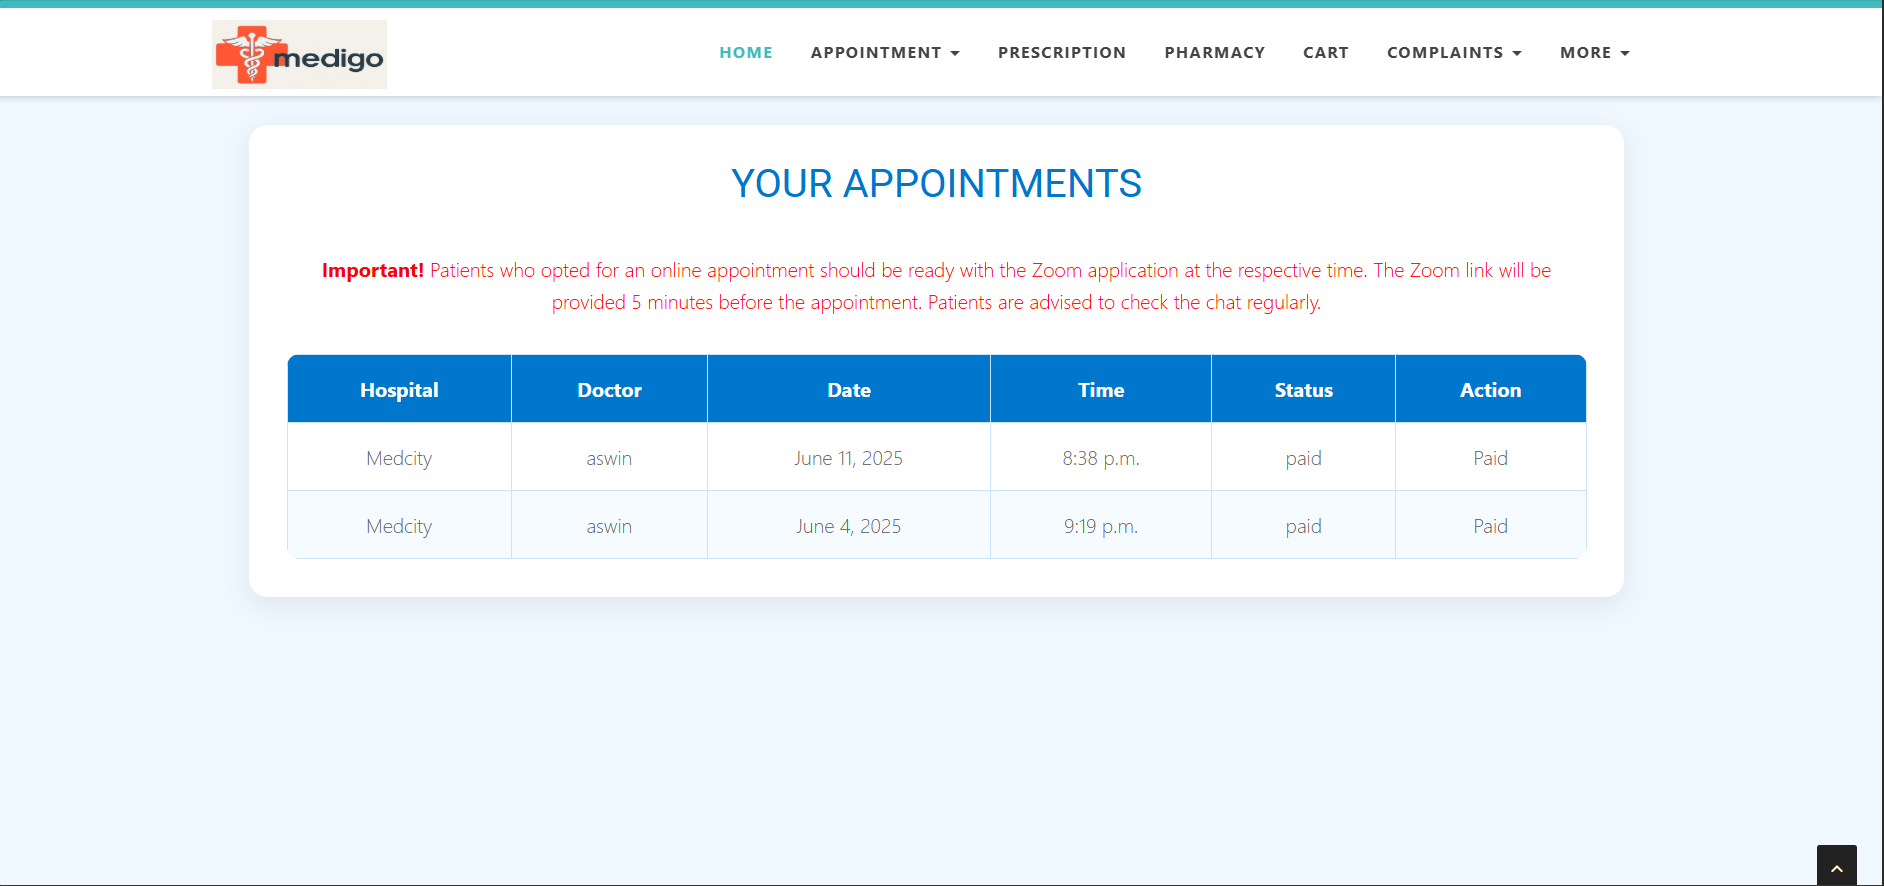 medigo
HOME APPOINTMENT PRESCRIPTION PHARMACY CART COMPLAINTS MORE
YOUR APPOINTMENTS
Important! Patients who opted for an online appointment should be ready with the Zoom application at the respective time. The Zoom link will be
provided 5 minutes before the appointment. Patients are advised to check the chat regularly.
Hospital Doctor Date Time Status Action
Medcity aswin June 11, 2025 8:38 p.m. paid Paid
Medcity aswin June 4, 2025 9:19 p.m. paid Paid